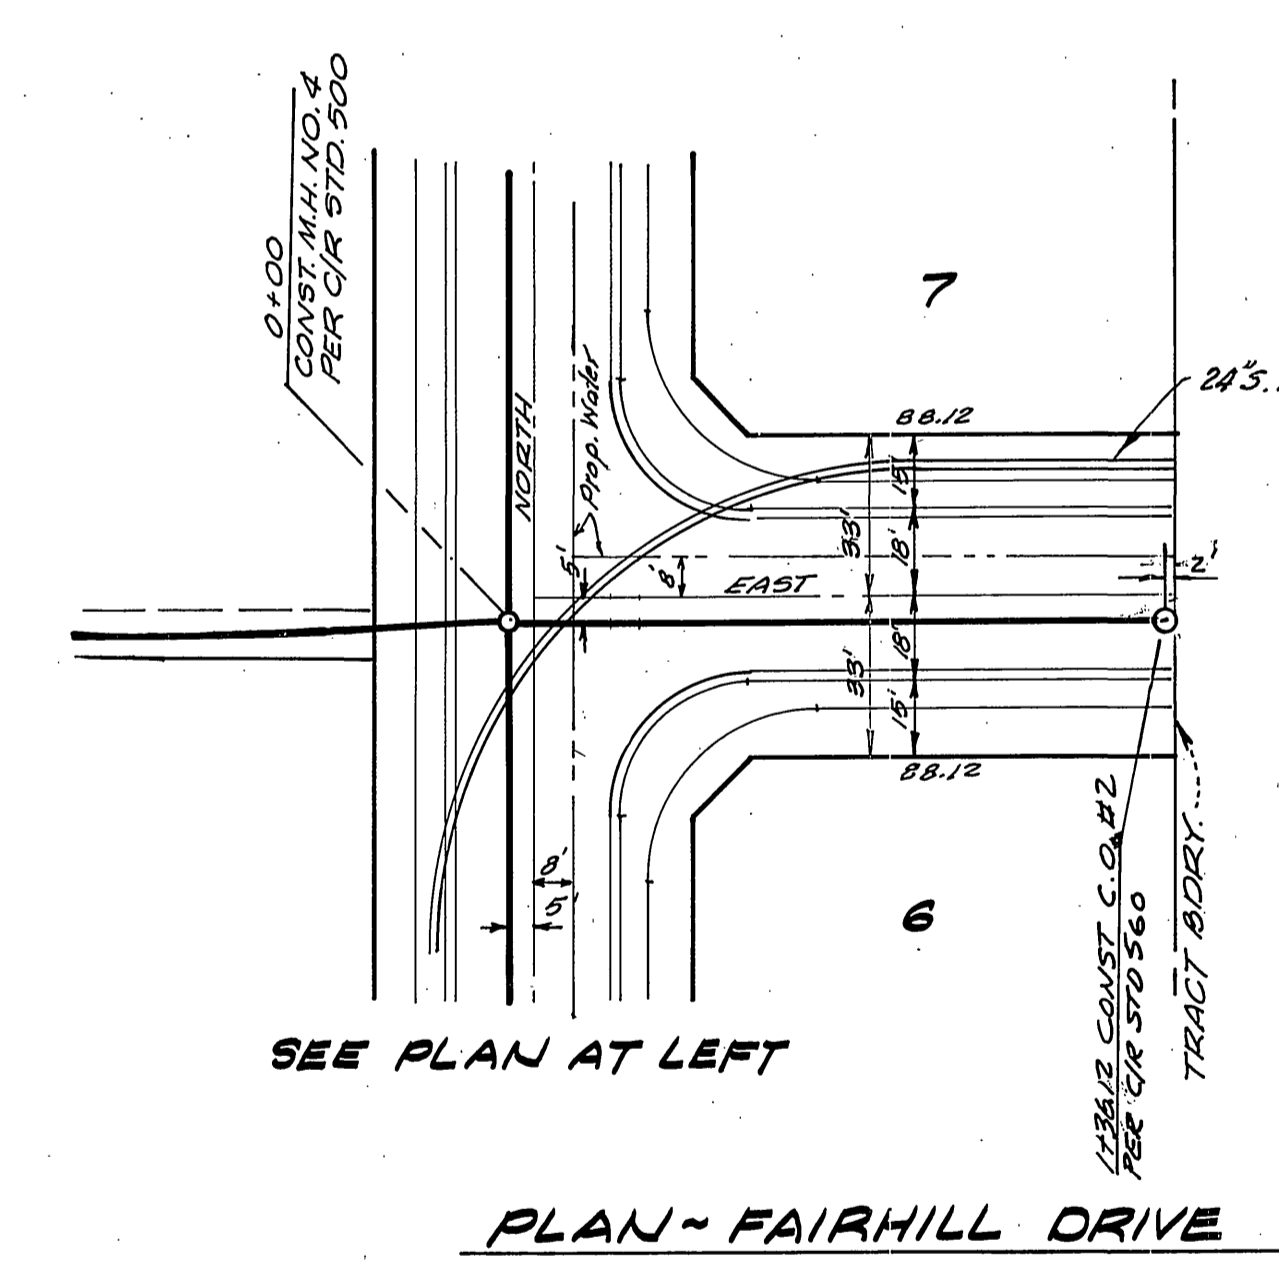 0+00
CONST. M.H. NO. 4
PER C/R STD. 500
NORTH
Prop. Water
7
88.12
24" S.
15'
33'
18'
5'
8'
EAST
2'
18'
33'
15'
88.12
8'
5'
6
1+36.12 CONST C.O. #2
PER C/R STD 560
TRACT BDRY.
SEE PLAN AT LEFT
PLAN ~ FAIRHILL DRIVE